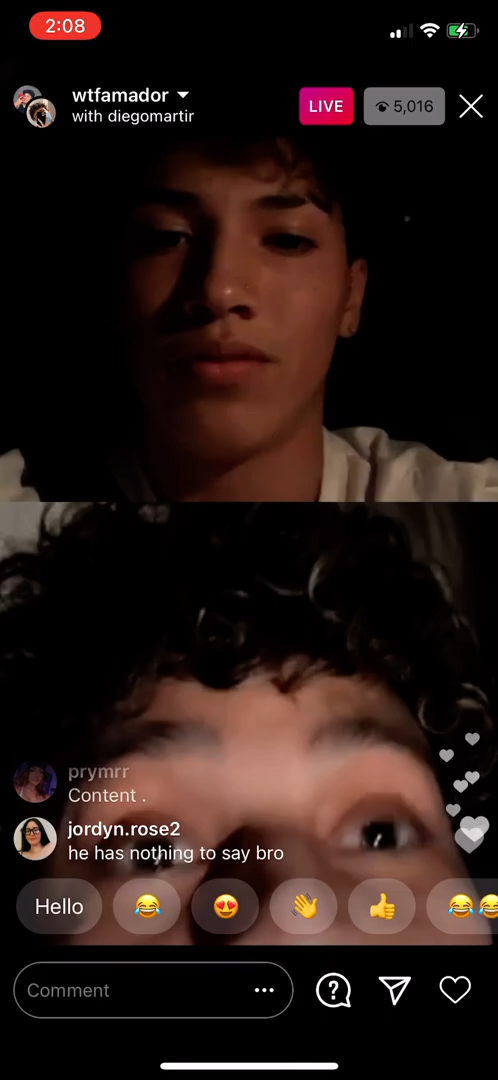 2:08
wtfamador
with diegomartir
LIVE
5,016
prymrr
Content .
jordyn.rose2
he has nothing to say bro
Hello
Comment